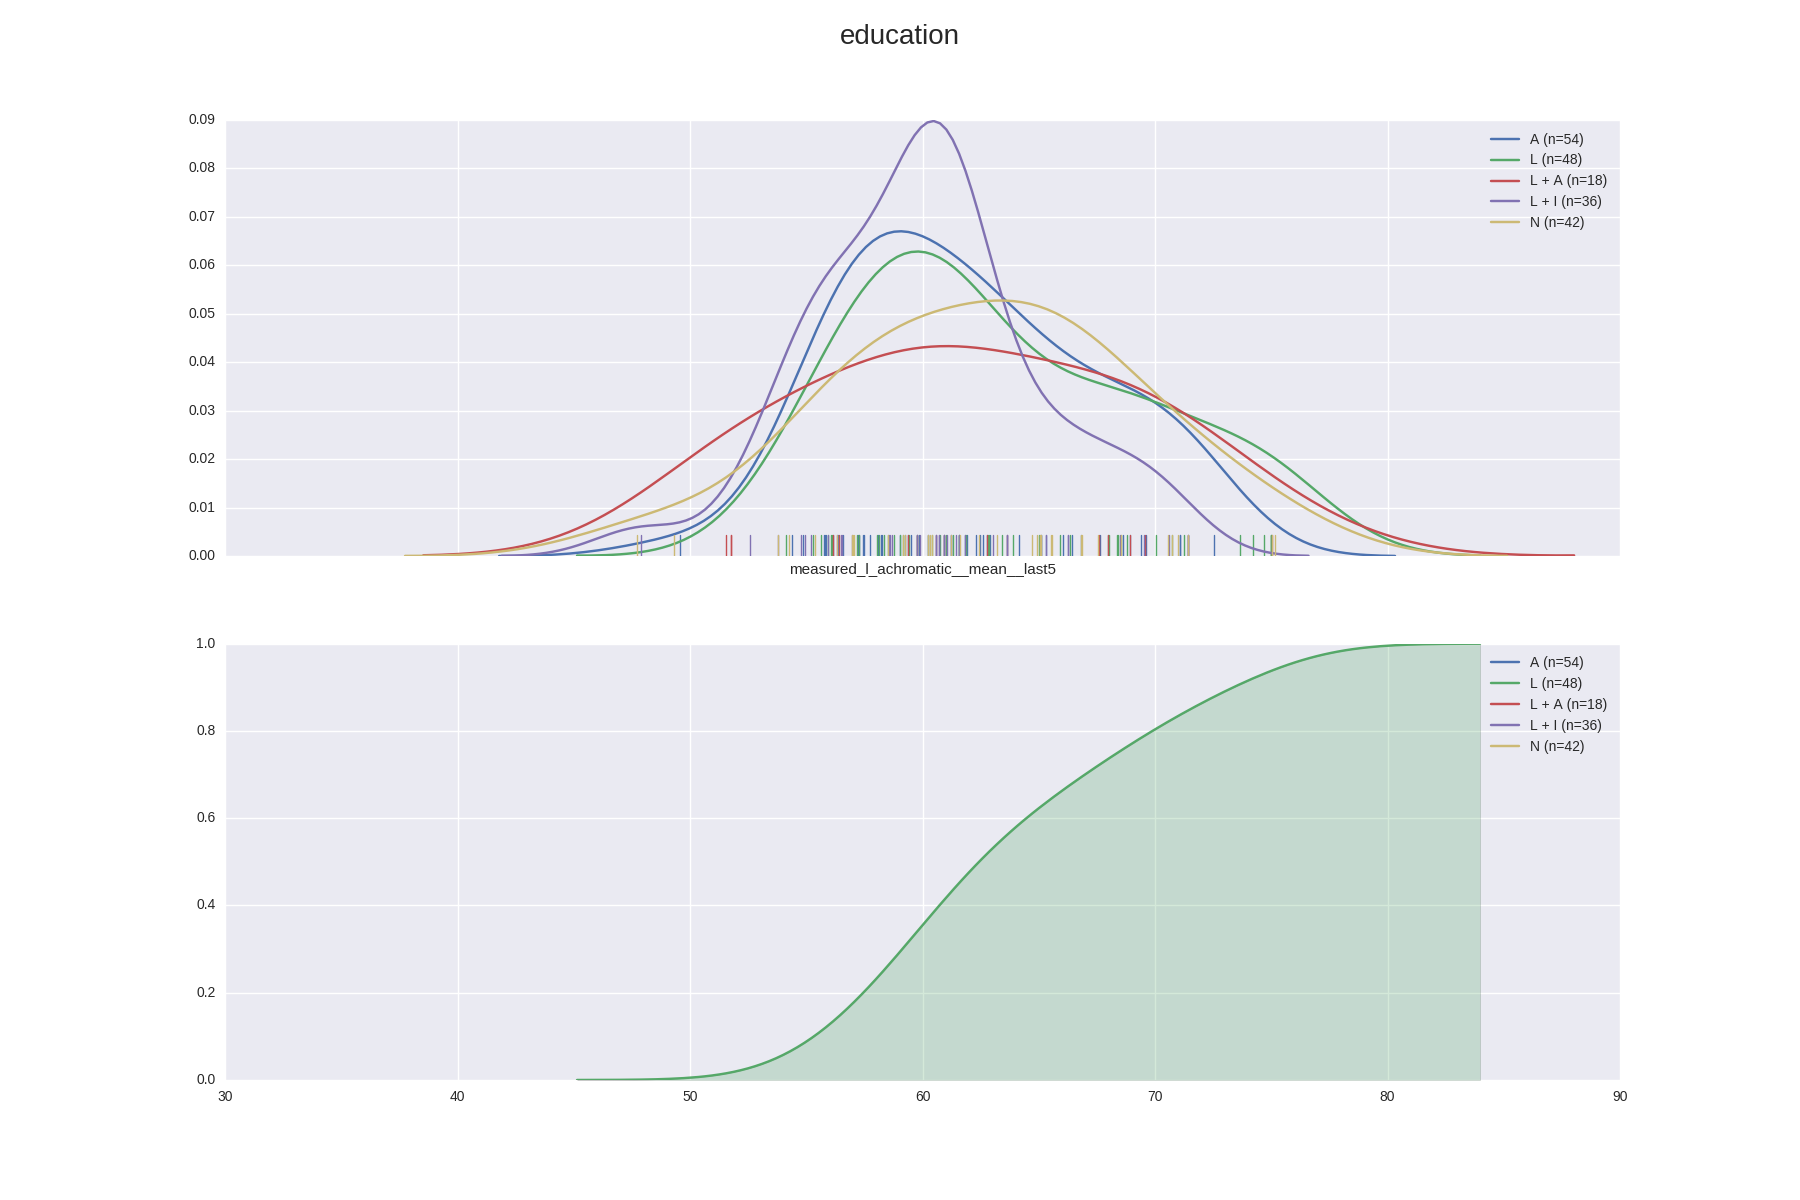 education
0.09
0.08
0.07
0.06
0.05
0.04
0.03
0.02
0.01
0.00
A (n=54)
L (n=48)
L + A (n=18)
L + I (n=36)
N (n=42)
measured_l_achromatic__mean__last5
1.0
0.8
0.6
0.4
0.2
0.0
A (n=54)
L (n=48)
L + A (n=18)
L + I (n=36)
N (n=42)
30 40 50 60 70 80 90